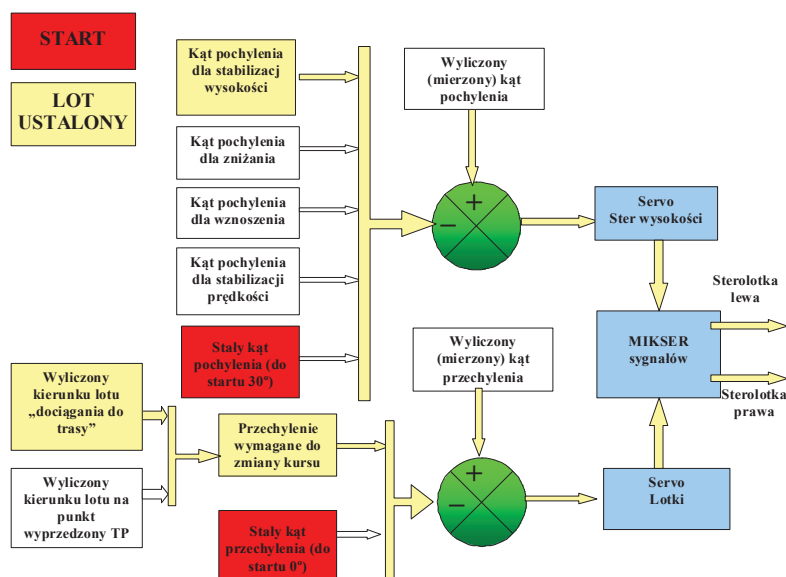 START
LOT
USTALONY
Kąt pochylenia
dla stabilizacj
wysokości
Kąt pochylenia
dla zniżania
Kąt pochylenia
dla wznoszenia
Kąt pochylenia
dla stabilizacji
prędkości
Stały kąt
pochylenia (do
startu 30º)
Wyliczony
(mierzony) kąt
pochylenia
+
−
Servo
Ster wysokości
Sterolotka
lewa
MIKSER
sygnałów
Sterolotka
prawa
Wyliczony
(mierzony) kąt
przechylenia
Wyliczony
kierunku lotu
„dociągania do
trasy”
Wyliczony
kierunku lotu na
punkt
wyprzedzony TP
Przechylenie
wymagane do
zmiany kursu
Stały kąt
przechylenia (do
startu 0º)
+
−
Servo
Lotki